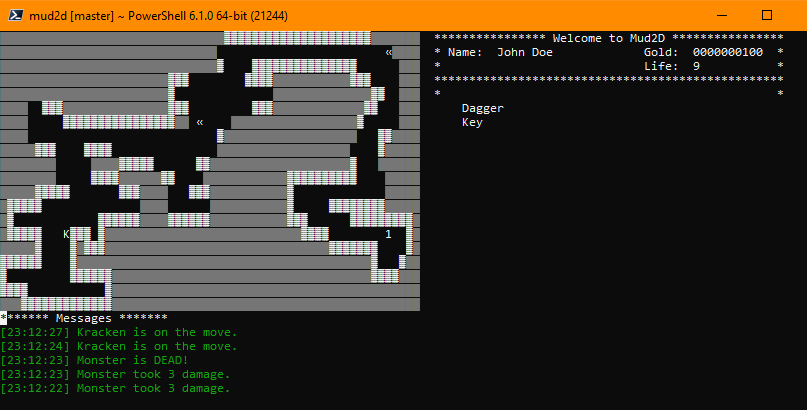 mud2d [master] ~ PowerShell 6.1.0 64-bit (21244)
**************** Welcome to Mud2D ****************
* Name:  John Doe             Gold:  0000000100  *
*                             Life:  9           *
**************************************************
*                                                *
Dagger
Key
«
«
K
1
******* Messages *******
[23:12:27] Kracken is on the move.
[23:12:24] Kracken is on the move.
[23:12:23] Monster is DEAD!
[23:12:23] Monster took 3 damage.
[23:12:22] Monster took 3 damage.